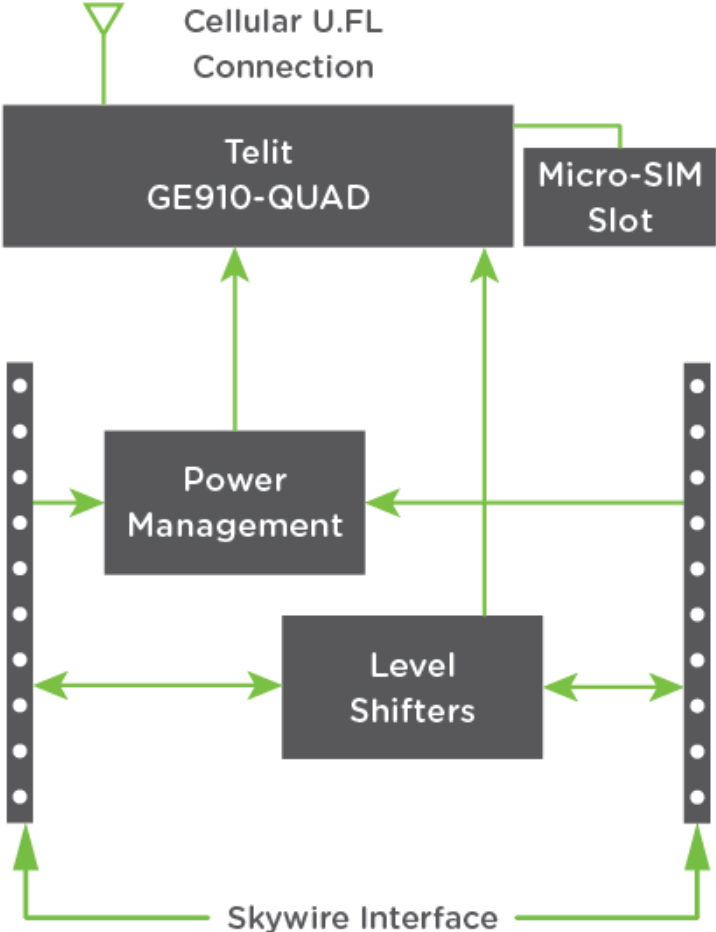 Cellular U.FL
Connection
Telit
GE910-QUAD
Micro-SIM
Slot
Power
Management
Level
Shifters
Skywire Interface